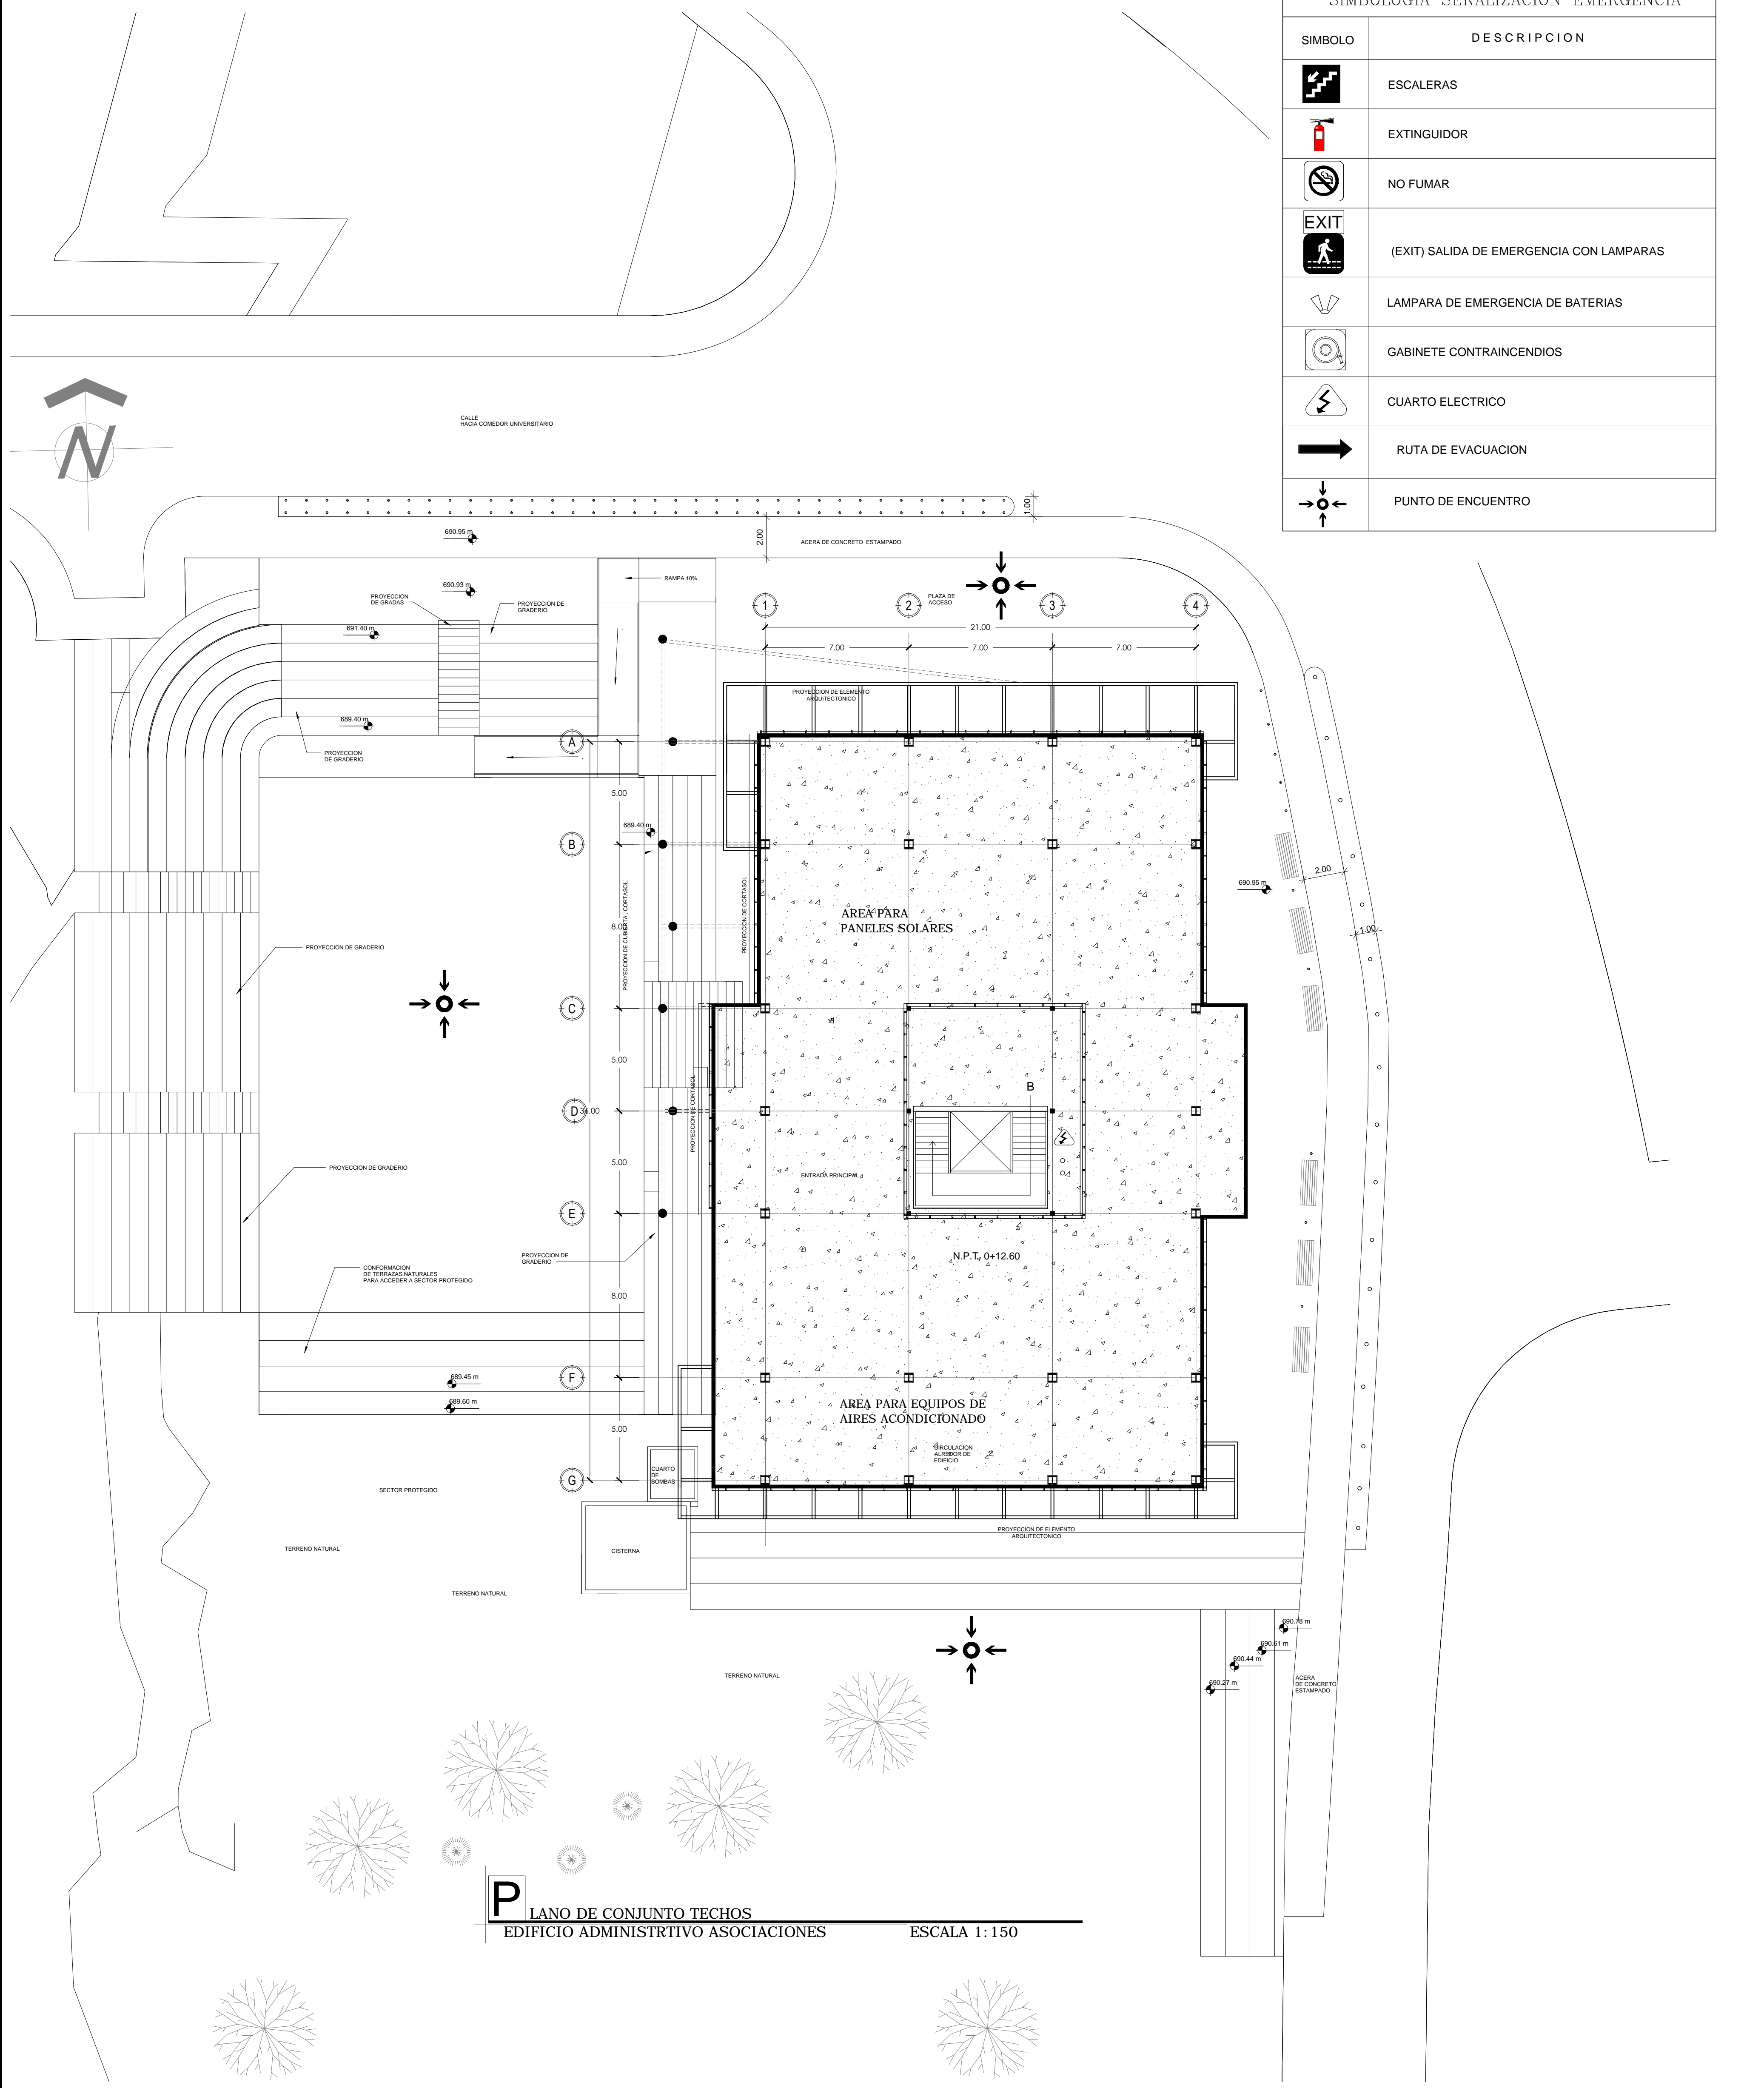 SIMBOLOGIA SEÑALIZACION EMERGENCIA
SIMBOLO
DESCRIPCION
ESCALERAS
EXTINGUIDOR
NO FUMAR
EXIT
(EXIT) SALIDA DE EMERGENCIA CON LAMPARAS
LAMPARA DE EMERGENCIA DE BATERIAS
GABINETE CONTRAINCENDIOS
CUARTO ELECTRICO
RUTA DE EVACUACION
PUNTO DE ENCUENTRO
N
CALLE
HACIA COMEDOR UNIVERSITARIO
1.00
2.00
690.95 m
ACERA DE CONCRETO ESTAMPADO
RAMPA 10%
690.93 m
PROYECCION
DE GRADAS
PROYECCION DE
GRADERIO
691.40 m
689.40 m
PROYECCION
DE GRADERIO
PLAZA DE
ACCESO
1
2
3
4
21.00
7.00
7.00
7.00
PROYECCION DE ELEMENTO
ARQUITECTONICO
A
5.00
689.40 m
B
PROYECCION DE CUBIERTA , CORTASOL
PROYECCION DE CORTASOL
8.00
AREA PARA
PANELES SOLARES
690.95 m
2.00
1.00
PROYECCION DE GRADERIO
C
5.00
PROYECCION DE CORTASOL
B
D
36.00
5.00
PROYECCION DE GRADERIO
ENTRADA PRINCIPAL
E
PROYECCION DE
GRADERIO
N.P.T. 0+12.60
CONFORMACION
DE TERRAZAS NATURALES
PARA ACCEDER A SECTOR PROTEGIDO
8.00
F
689.45 m
689.60 m
AREA PARA EQUIPOS DE
AIRES ACONDICIONADO
5.00
CIRCULACION
EDIFICIO
CUARTO
DE
BOMBAS
G
SECTOR PROTEGIDO
PROYECCION DE ELEMENTO
ARQUITECTONICO
TERRENO NATURAL
CISTERNA
TERRENO NATURAL
690.78 m
690.61 m
690.44 m
690.27 m
TERRENO NATURAL
ACERA
DE CONCRETO
ESTAMPADO
PLANO DE CONJUNTO TECHOS
EDIFICIO ADMINISTRTIVO ASOCIACIONES
ESCALA 1:150